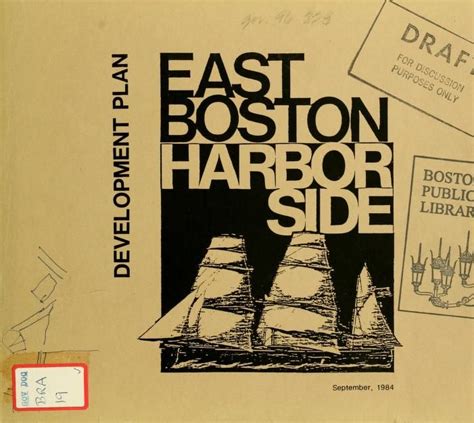 DRAFT
FOR DISCUSSION
PURPOSES ONLY
DEVELOPMENT PLAN
EAST
BOSTON
HARBOR
SIDE
BOSTON
PUBLIC
LIBRARY
BRA
19
September, 1984